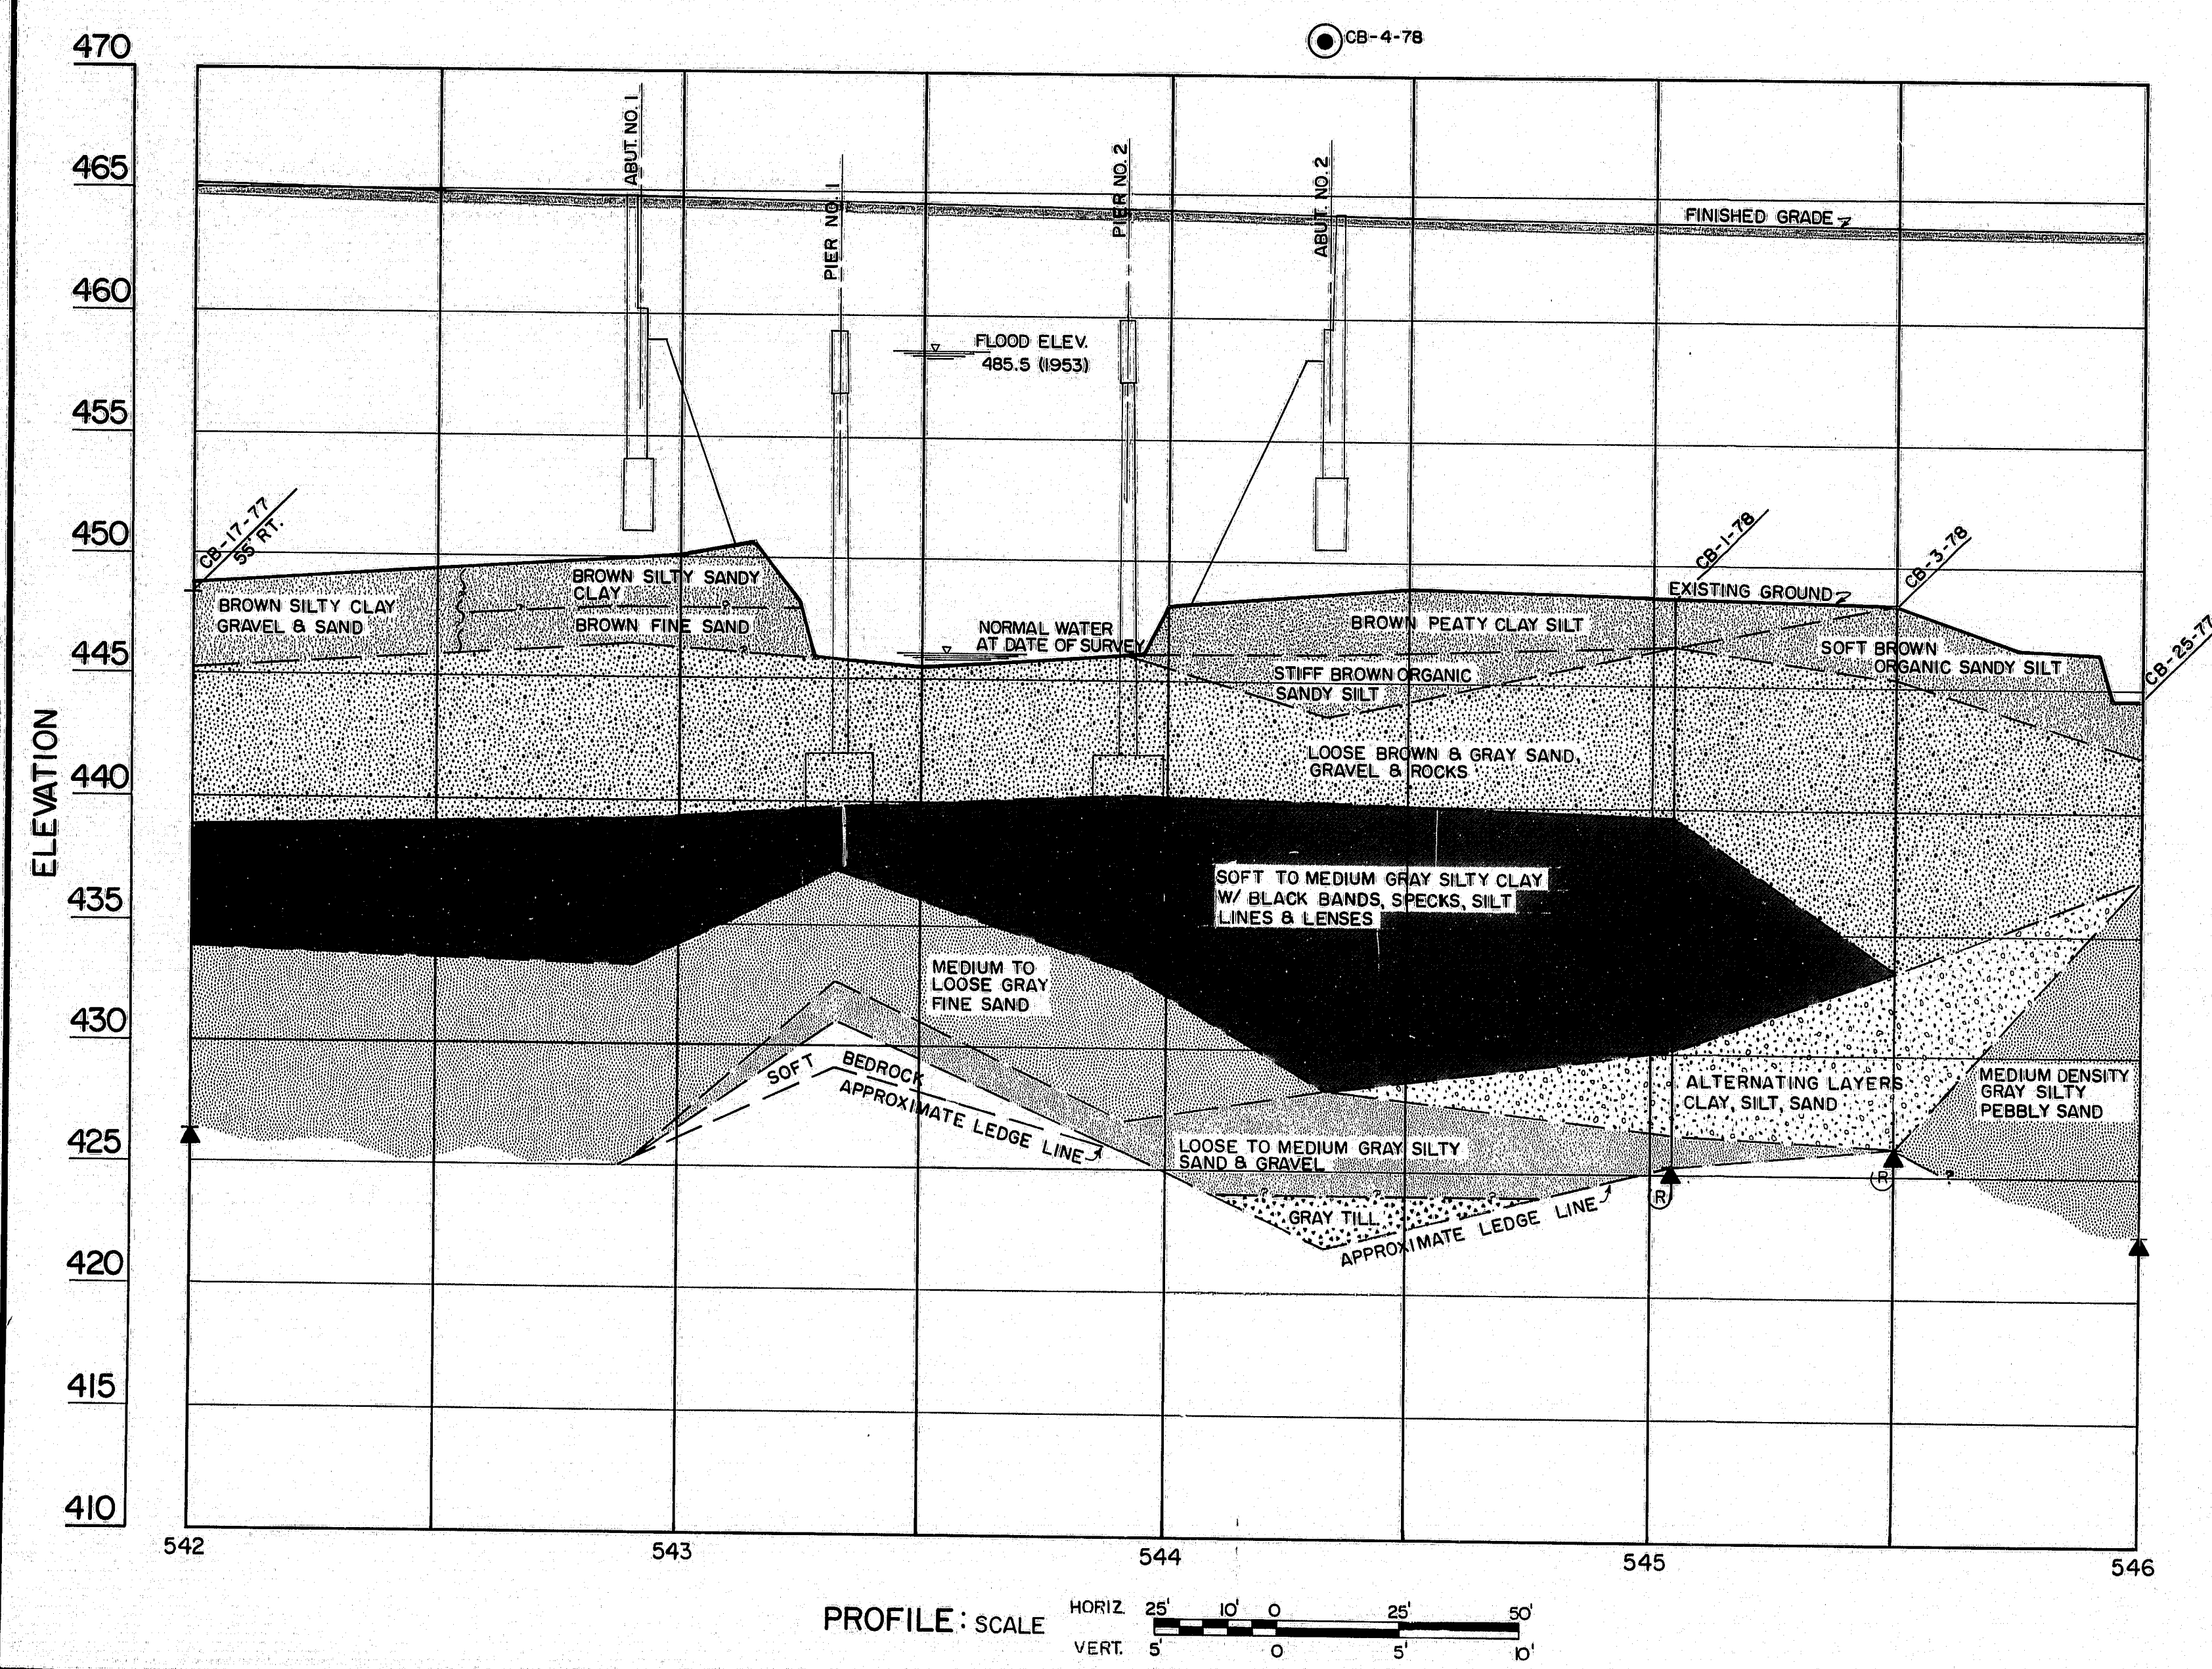 CB-4-78
470
465
460
455
450
445
440
435
430
425
420
415
410
ELEVATION
ABUT. NO. 1
PIER NO. 1
PIER NO. 2
ABUT. NO. 2
FINISHED GRADE
FLOOD ELEV.
485.5 (1953)
CB-17-77
55' RT.
CB-1-78
CB-3-78
CB-25-77
EXISTING GROUND
BROWN SILTY CLAY
GRAVEL & SAND
BROWN SILTY SANDY
CLAY
?
?
BROWN FINE SAND
?
NORMAL WATER
AT DATE OF SURVEY
BROWN PEATY CLAY SILT
STIFF BROWN ORGANIC
SANDY SILT
SOFT BROWN
ORGANIC SANDY SILT
LOOSE BROWN & GRAY SAND,
GRAVEL & ROCKS
SOFT TO MEDIUM GRAY SILTY CLAY
W/ BLACK BANDS, SPECKS, SILT
LINES & LENSES
MEDIUM TO
LOOSE GRAY
FINE SAND
SOFT BEDROCK
APPROXIMATE LEDGE LINE
ALTERNATING LAYERS
CLAY, SILT, SAND
MEDIUM DENSITY
GRAY SILTY
PEBBLY SAND
LOOSE TO MEDIUM GRAY SILTY
SAND & GRAVEL
?
?
?
GRAY TILL
APPROXIMATE LEDGE LINE
R
R
?
542
543
544
545
546
PROFILE: SCALE
HORIZ. 25' 10' 0 25' 50'
VERT. 5' 0 5' 10'